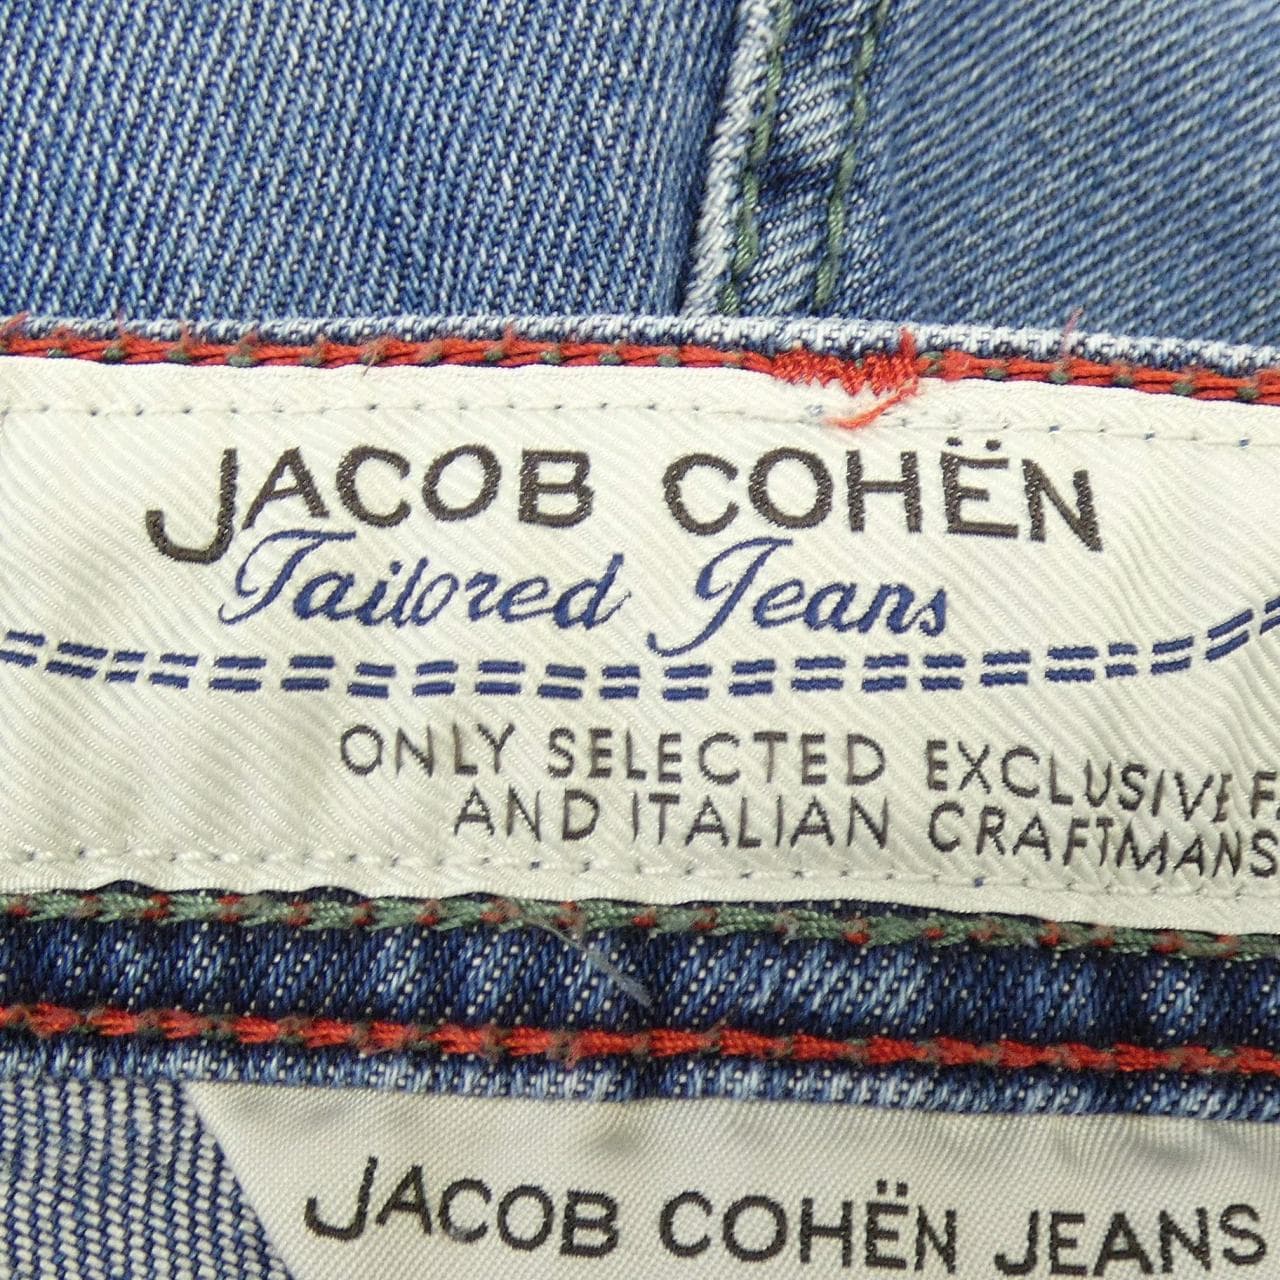 JACOB COHËN
Tailored Jeans
ONLY SELECTED EXCLUSIVE
AND ITALIAN
JACOB COHËN JEANS